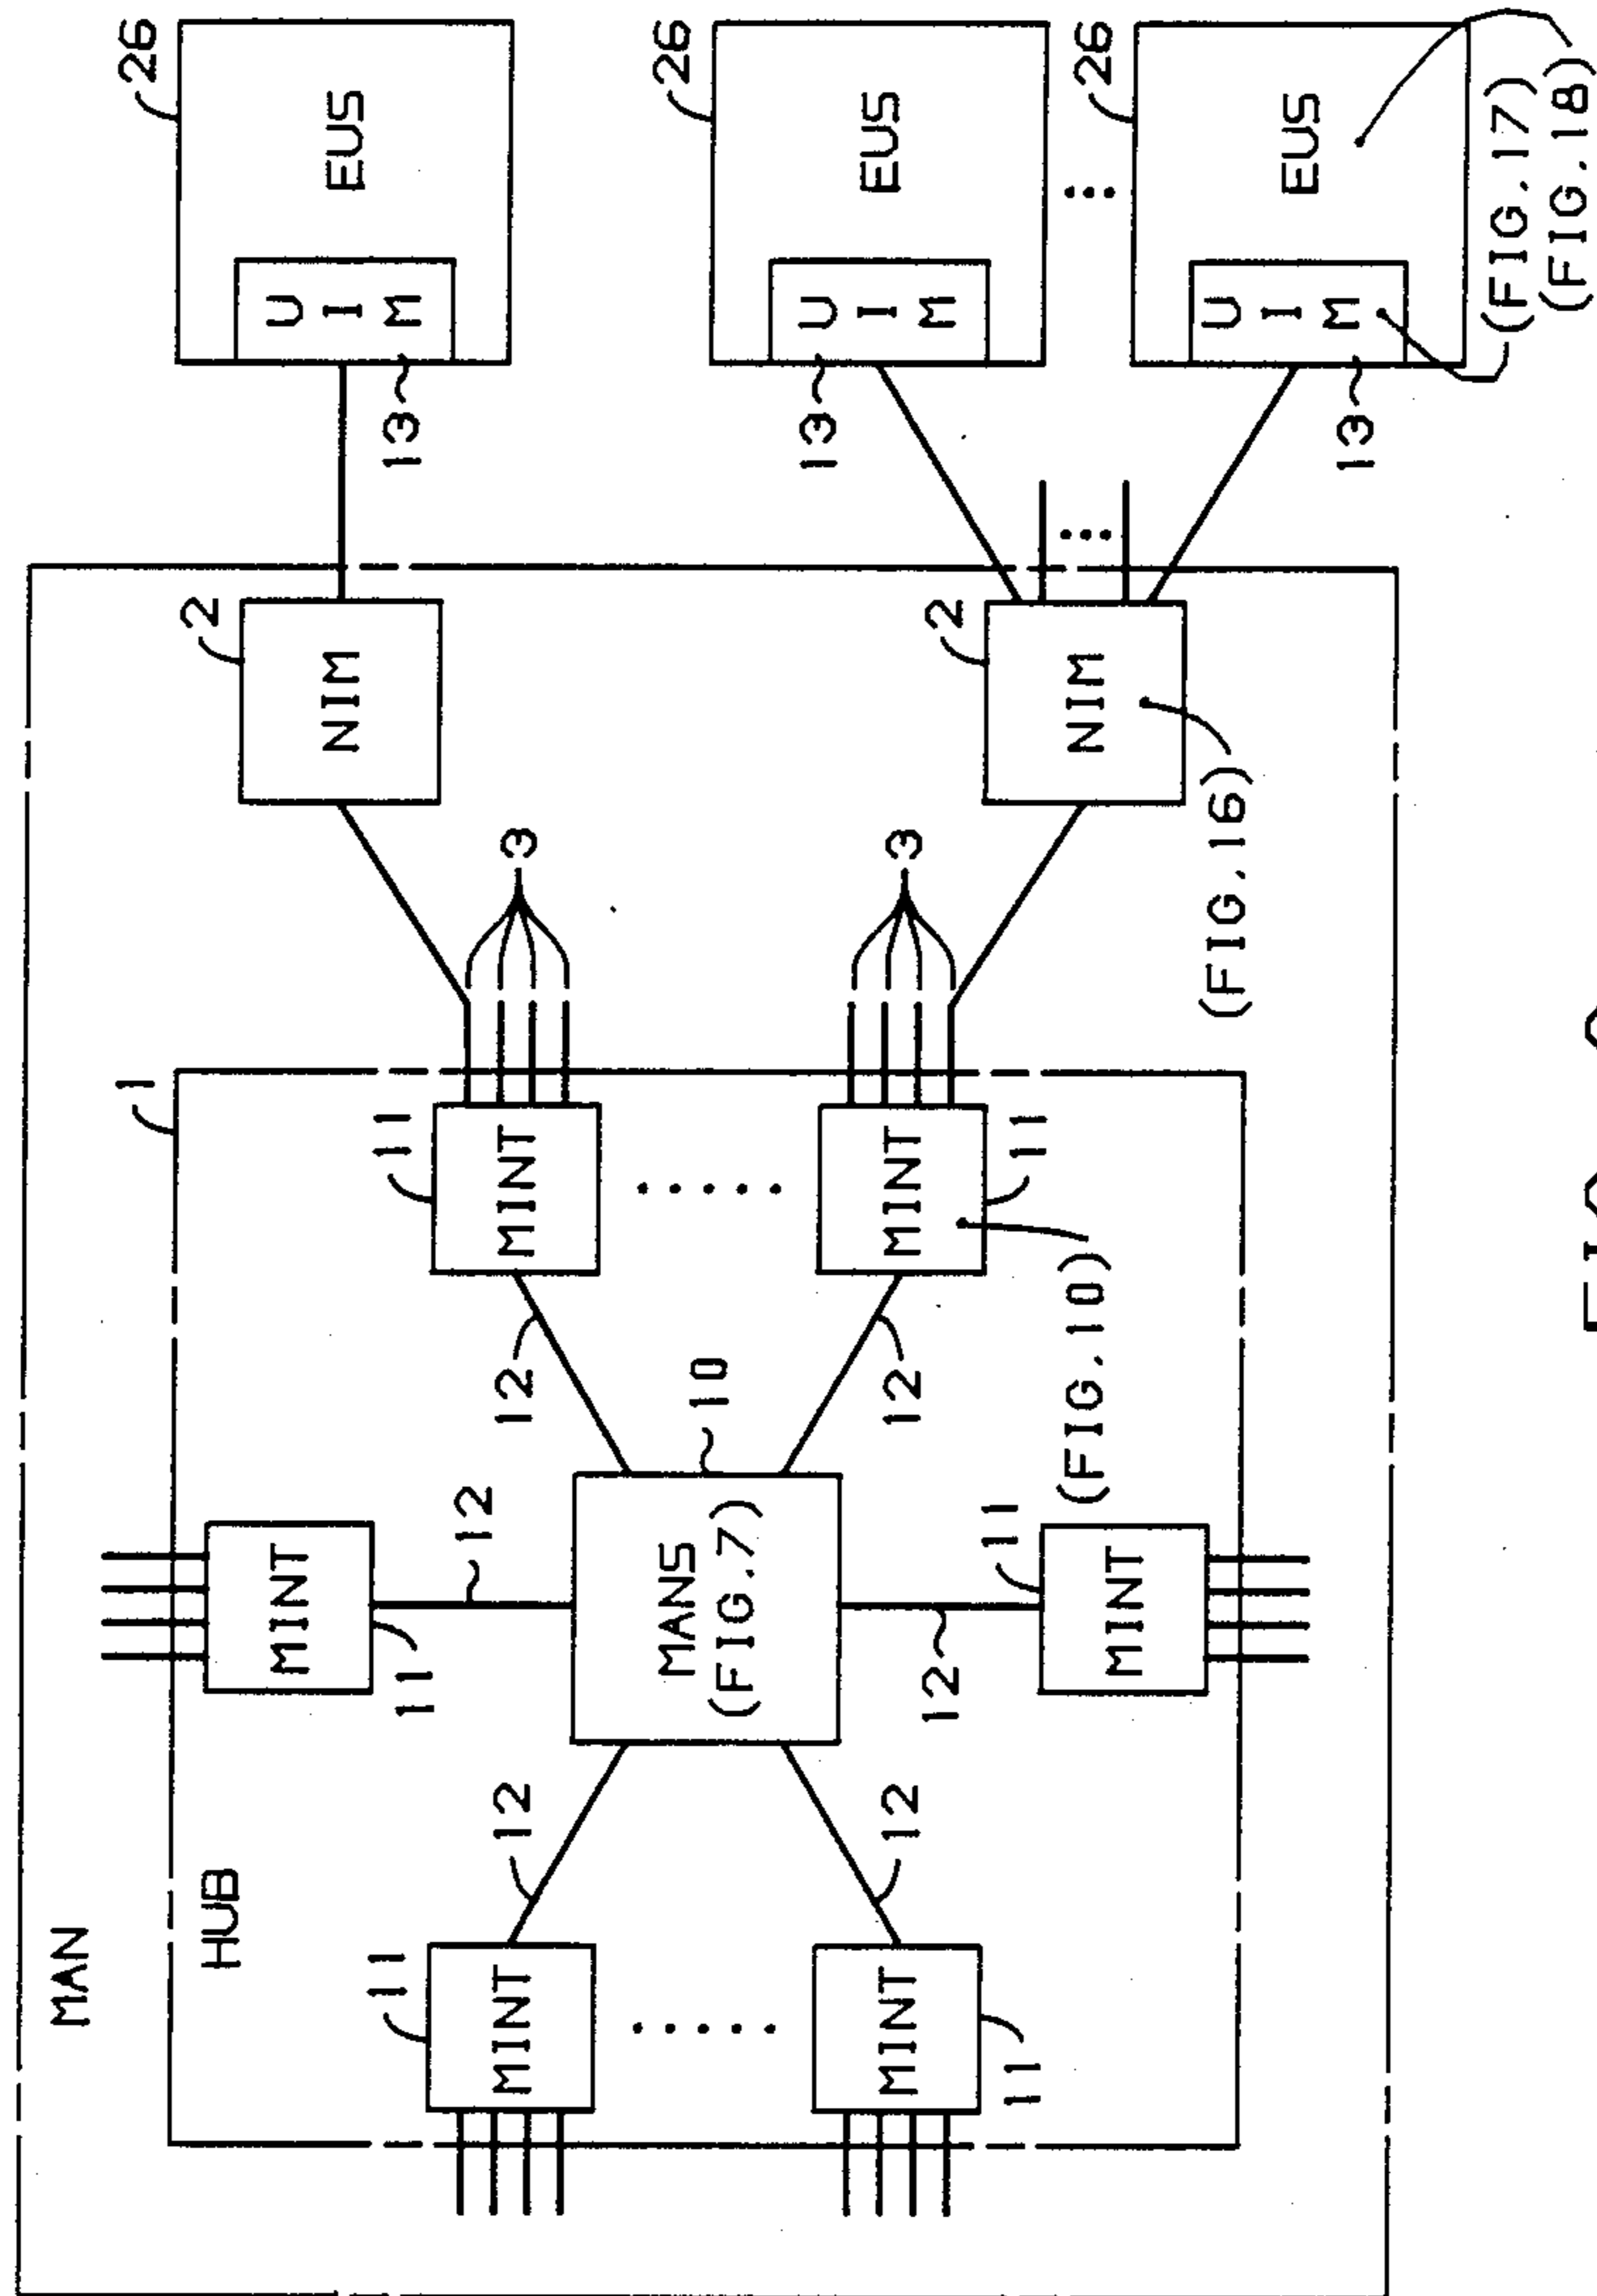 MAN
HUB
1
MINT
11
MINT
11
MINT
11
MINT
11
MINT
11
MINT
11
12
12
12
12
12
12
MANS
(FIG.7)
10
(FIG.10)
3
3
NIM
2
NIM
2
(FIG.16)
UIM
13
EUS
26
UIM
13
EUS
26
UIM
13
EUS
26
(FIG.17)
(FIG.18)